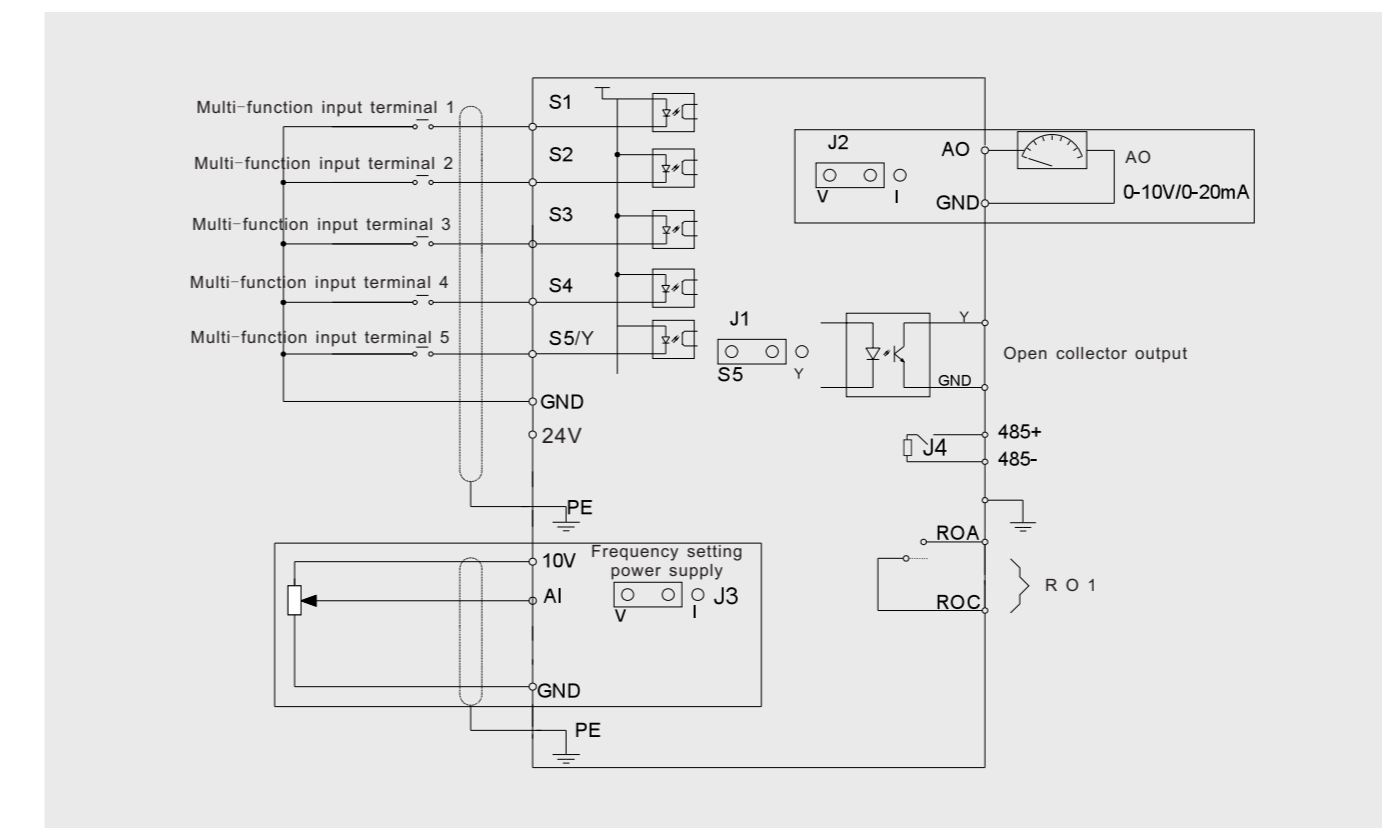 Multi-function input terminal 1
S1
Multi-function input terminal 2
S2
Multi-function input terminal 3
S3
Multi-function input terminal 4
S4
Multi-function input terminal 5
S5/Y
GND
24V
PE
J2
V I
AO
GND
AO
0-10V/0-20mA
J1
S5 Y
Y
GND
Open collector output
J4
485+
485-
ROA
ROC
R O 1
10V
Frequency setting
power supply
AI
J3
V I
GND
PE